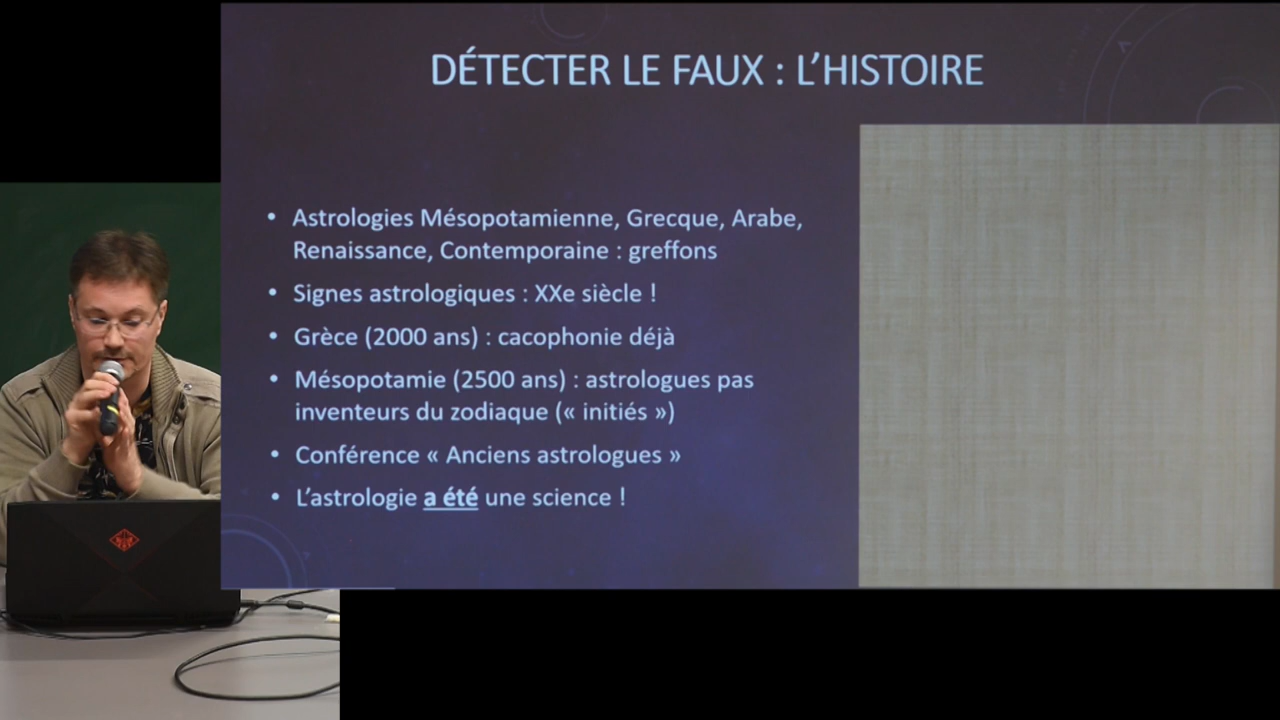 DÉTECTER LE FAUX : L’HISTOIRE
• Astrologies Mésopotamienne, Grecque, Arabe,
Renaissance, Contemporaine : greffons
• Signes astrologiques : XXe siècle !
• Grèce (2000 ans) : cacophonie déjà
• Mésopotamie (2500 ans) : astrologues pas
inventeurs du zodiaque (« initiés »)
• Conférence « Anciens astrologues »
• L’astrologie a été une science !